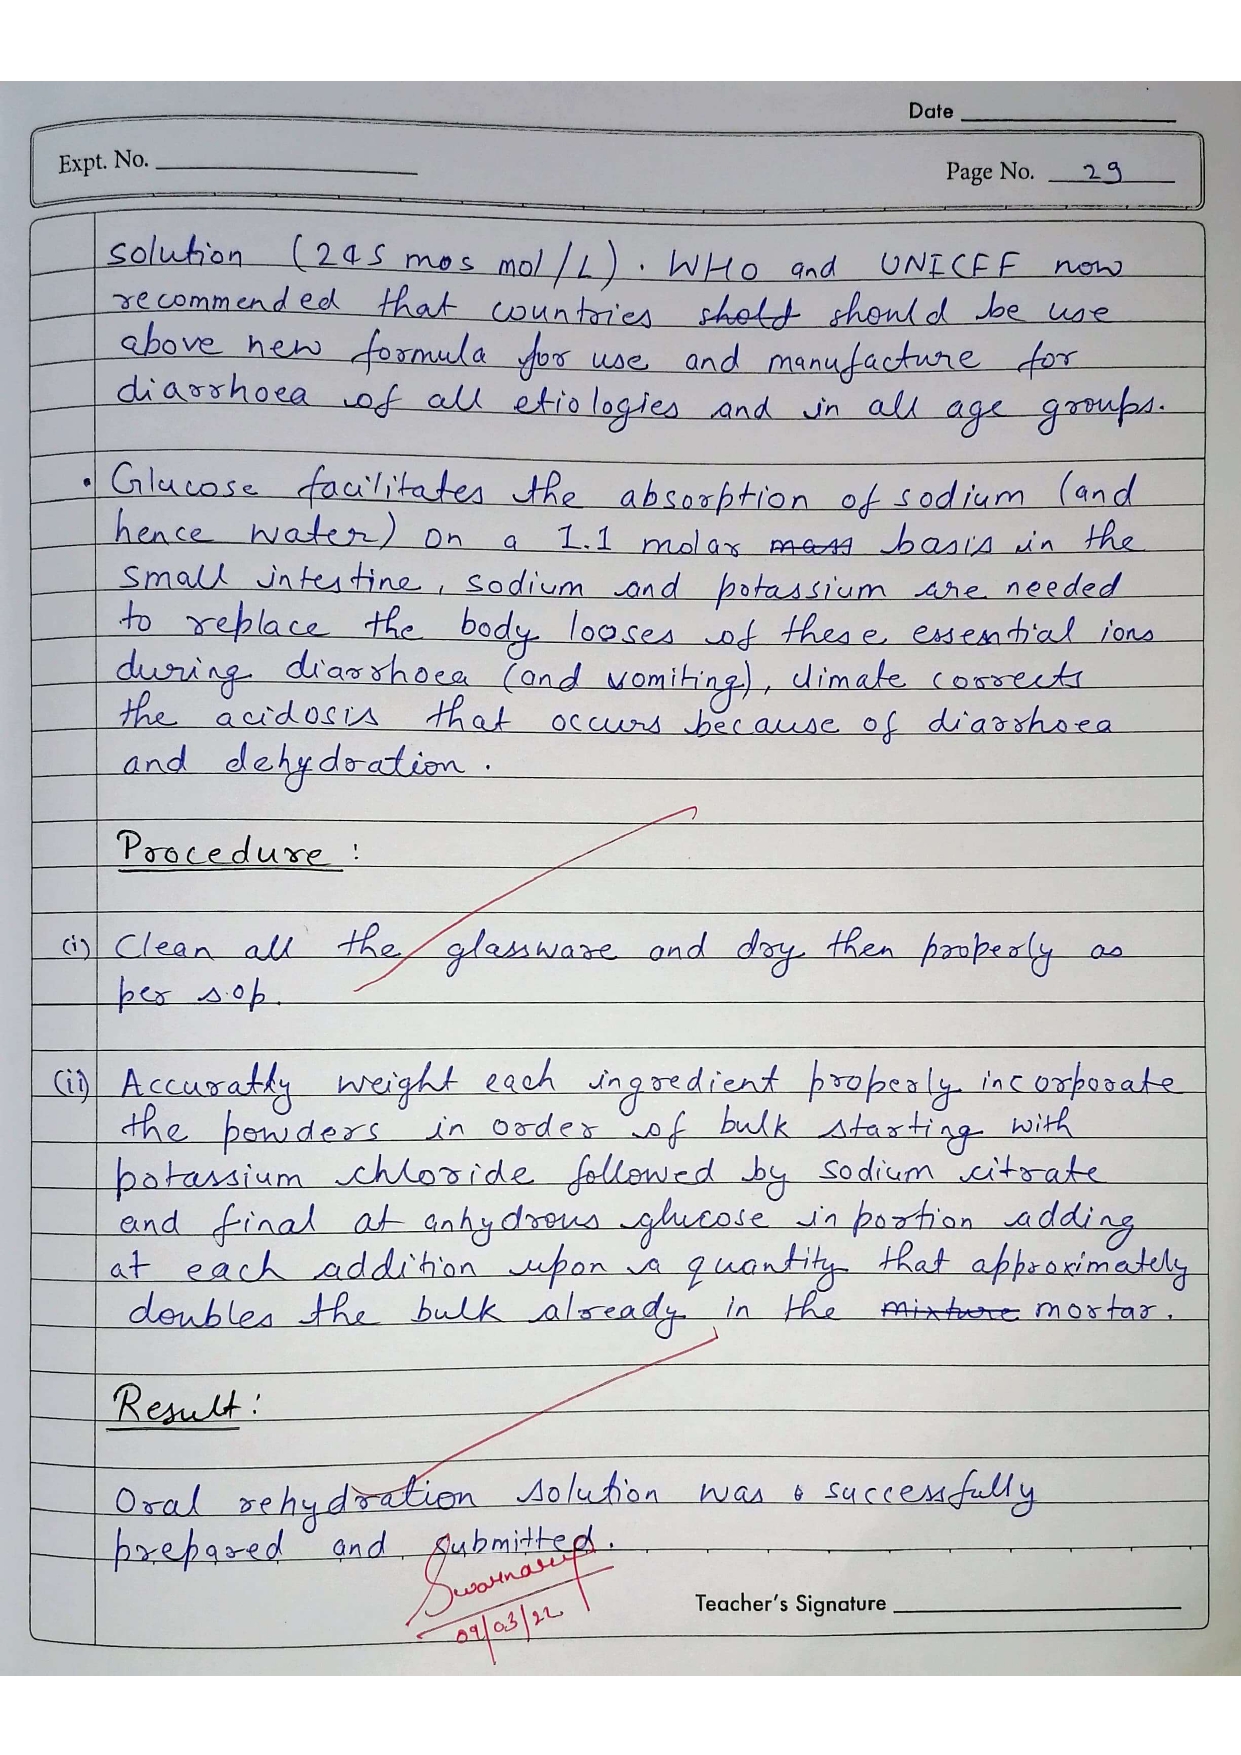 Date
Expt. No.
Page No. 29
solution (245 mos mol/L). WHO and UNICEF now
recommended that countries shold should be use
above new formula for use and manufacture for
diarrhoea of all etiologies and in all age groups.
• Glucose facilitates the absorption of sodium (and
hence water) on a 1.1 molar mass basis in the
small intestine, sodium and potassium are needed
to replace the body looses of these essential ions
during diarrhoea (and vomiting), climate corrects
the acidosis that occurs because of diarrhoea
and dehydration.
Procedure :
(i) Clean all the glassware and dry then properly as
per s.op.
(ii) Accuratly weight each ingredient properly incorporate
the powders in order of bulk starting with
potassium chloride followed by sodium citrate
and final at anhydrous glucose in portion adding
at each addition upon a quantity that approximately
doubles the bulk already in the mixture mortar.
Result :
Oral rehydration solution was successfully
prepared and submitted.
Swarnarup
Teacher's Signature
09/03/22